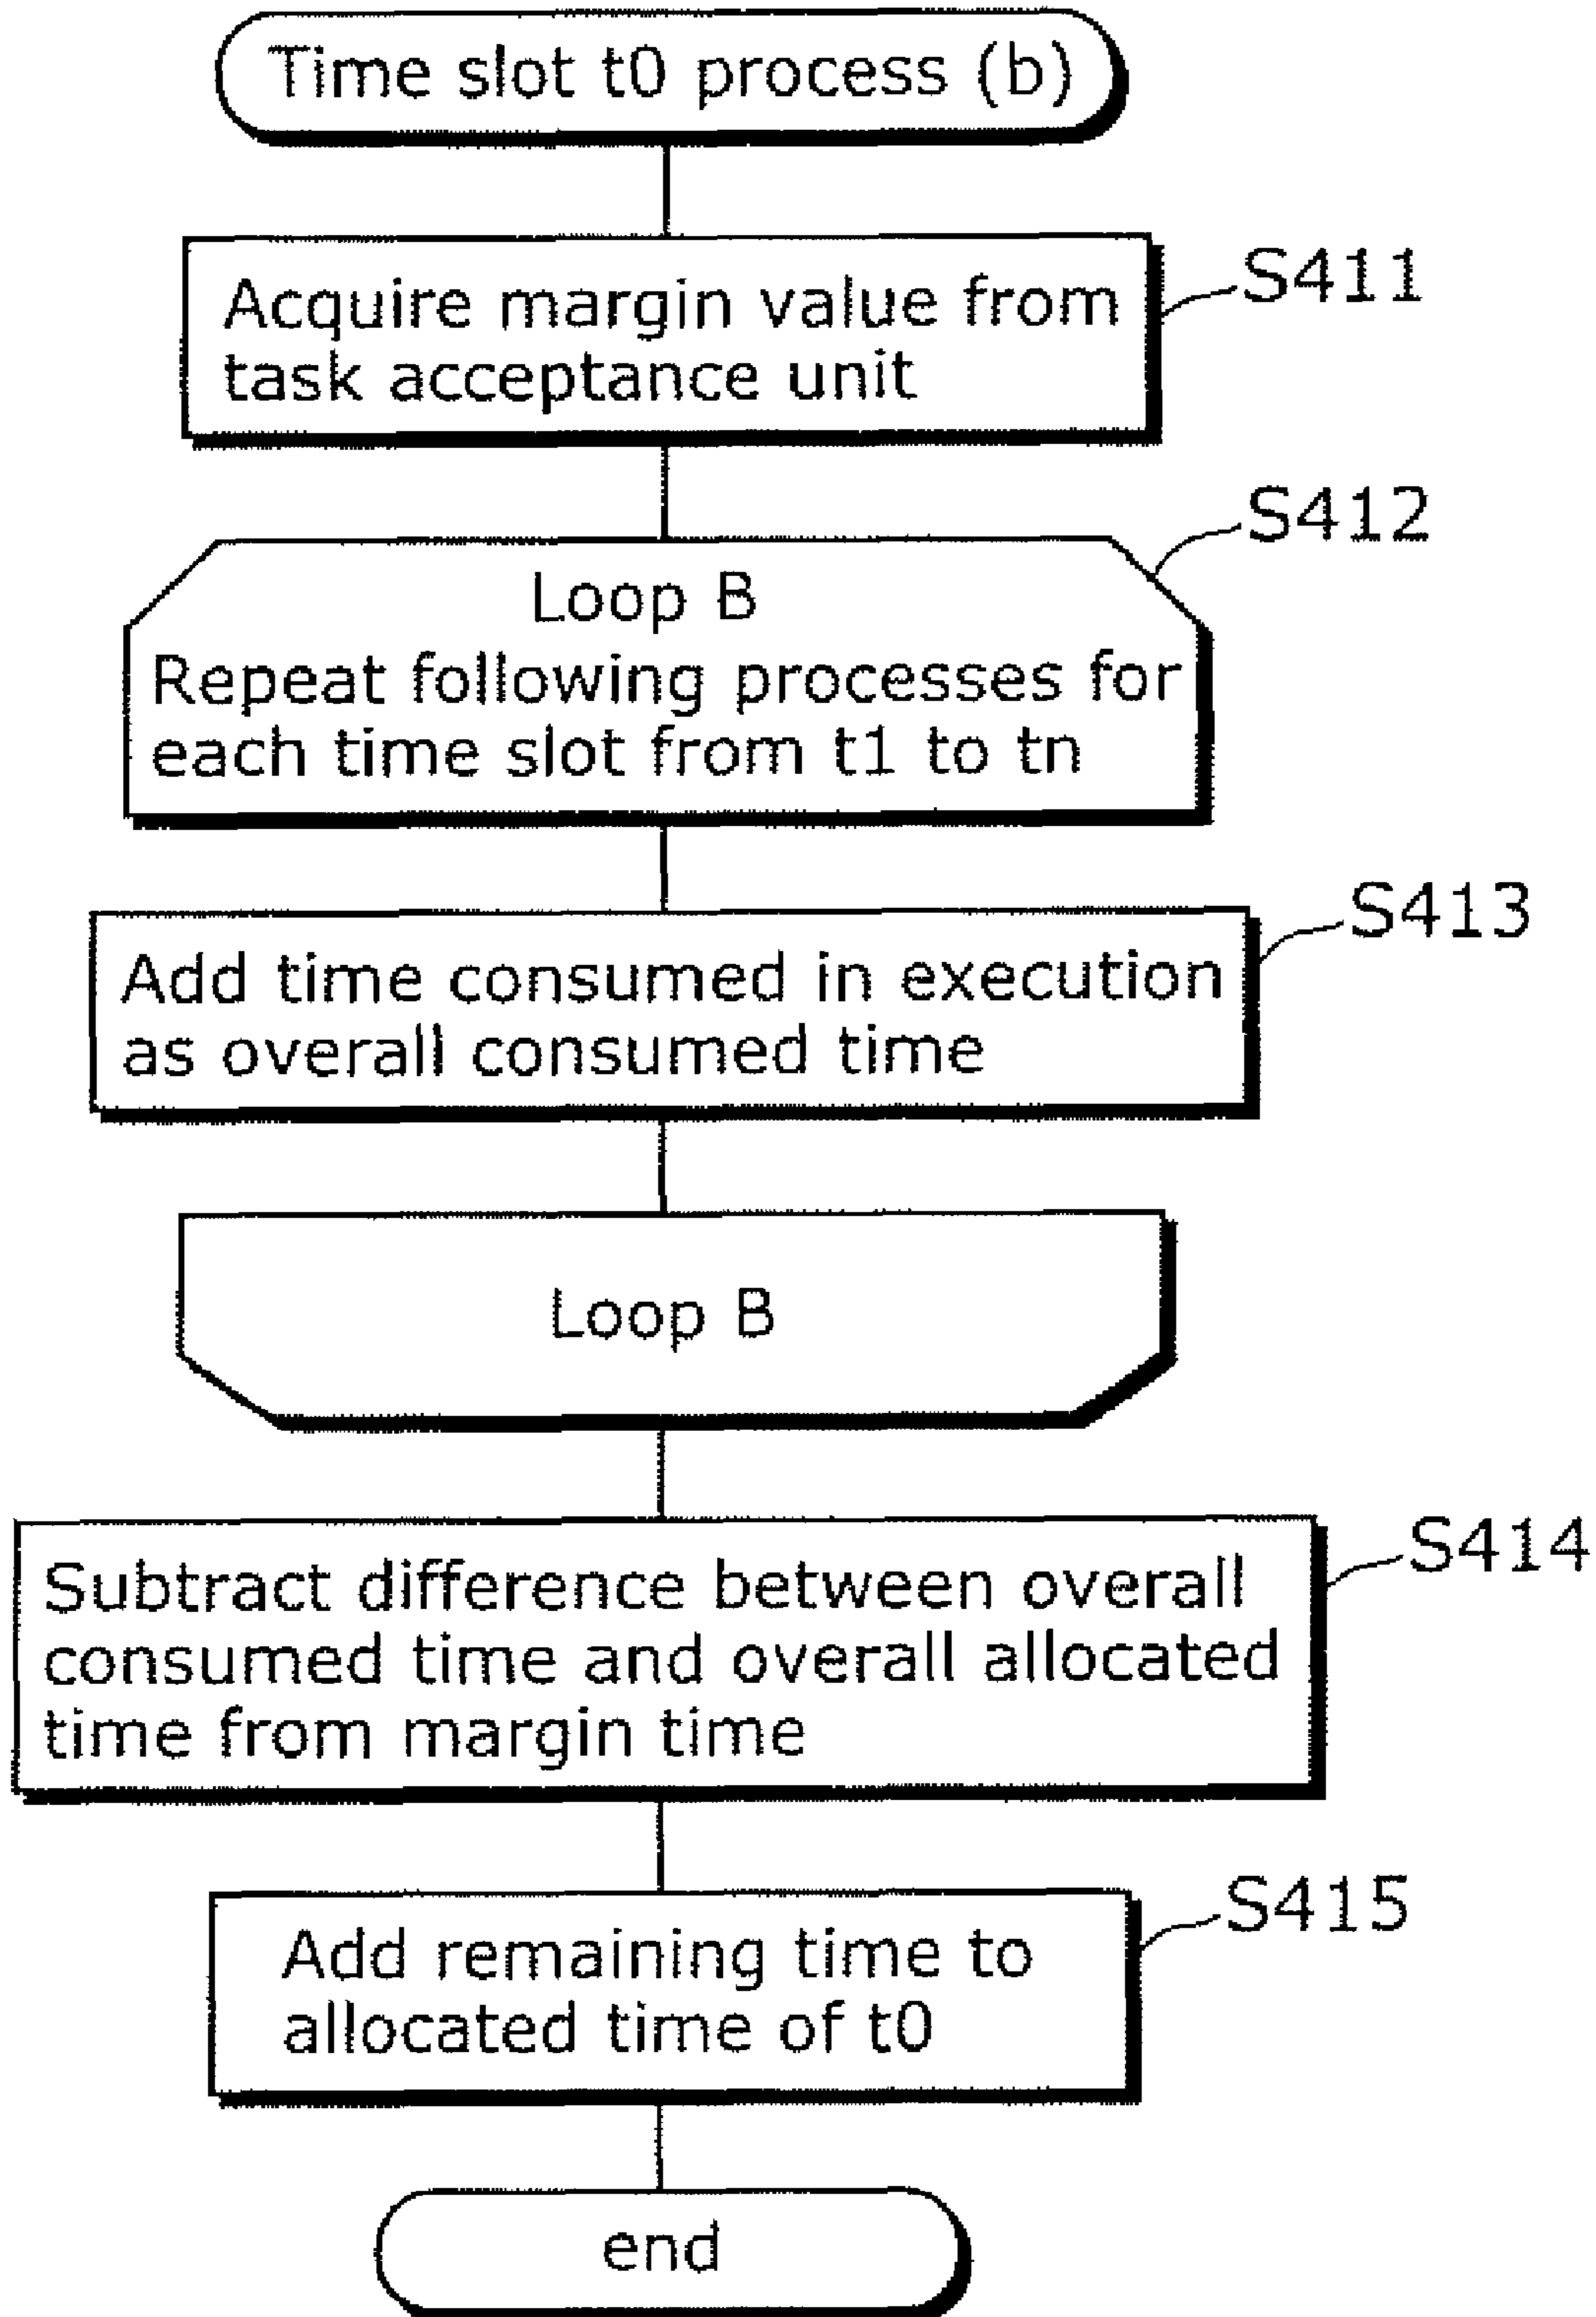 Time slot t0 process (b)
Acquire margin value from
task acceptance unit
S411
S412
Loop B
Repeat following processes for
each time slot from t1 to tn
S413
Add time consumed in execution
as overall consumed time
Loop B
S414
Subtract difference between overall
consumed time and overall allocated
time from margin time
S415
Add remaining time to
allocated time of t0
end